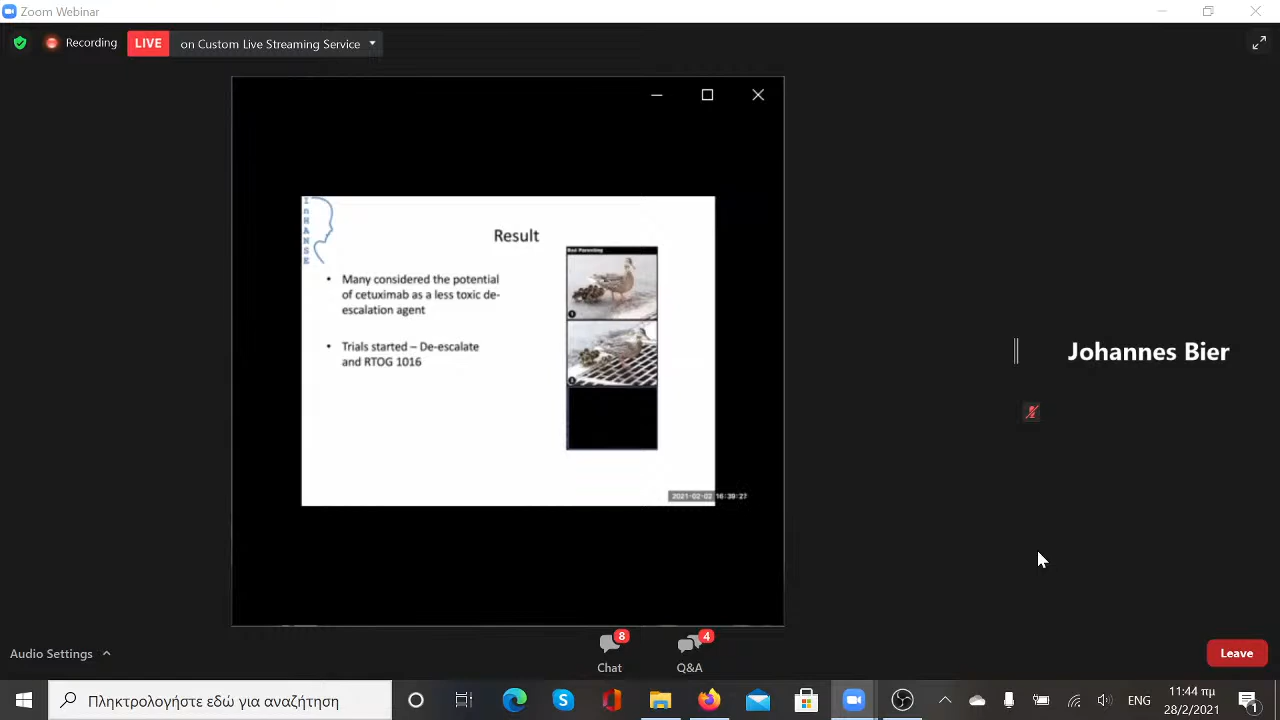 Zoom Webinar
Recording
LIVE
on Custom Live Streaming Service
InHANSE
Result
Bad Parenting
• Many considered the potential
of cetuximab as a less toxic de-
escalation agent
• Trials started – De-escalate
and RTOG 1016
2021-02-02 16:39:27
Johannes Bier
Audio Settings
8
Chat
4
Q&A
Leave
Πληκτρολογήστε εδώ για αναζήτηση
ENG
11:44 πμ
28/2/2021
1